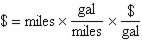 $ = miles × gal/miles × $/gal